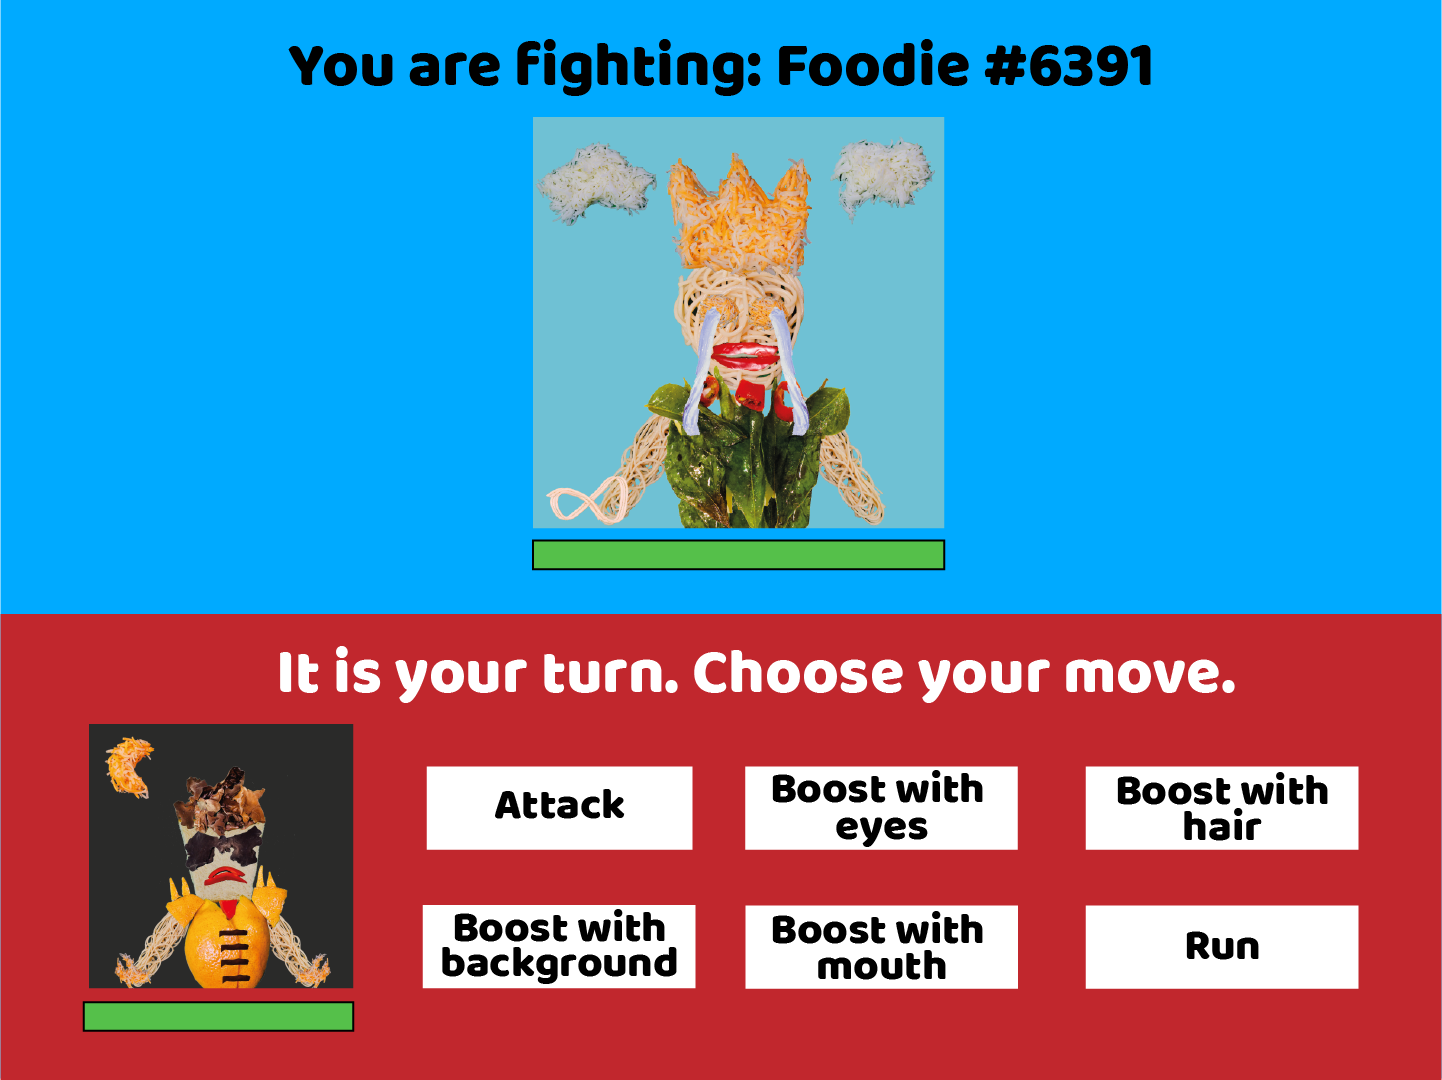 You are fighting: Foodie #6391
It is your turn. Choose your move.
Attack
Boost with
eyes
Boost with
hair
Boost with
background
Boost with
mouth
Run